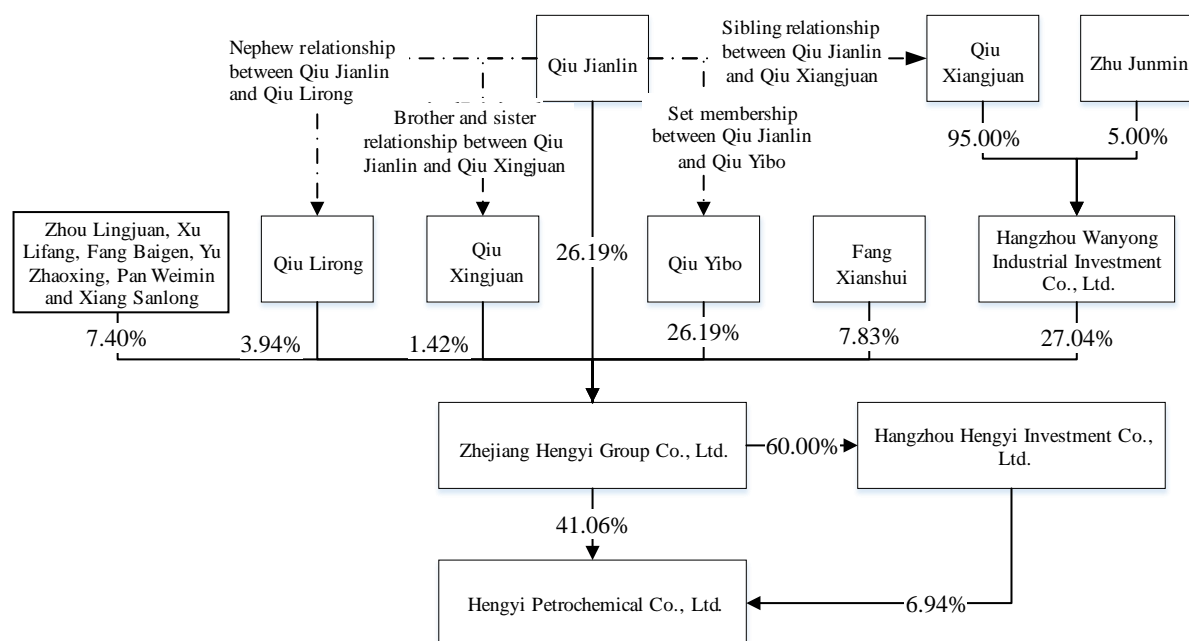 Nephew relationship
between Qiu Jianlin
and Qiu Lirong
Qiu Jianlin
Sibling relationship
between Qiu Jianlin
and Qiu Xiangjuan
Qiu
Xiangjuan
Zhu Junmin
Brother and sister
relationship between Qiu
Jianlin and Qiu Xingjuan
Set membership
between Qiu Jianlin
and Qiu Yibo
95.00%
5.00%
Zhou Lingjuan, Xu
Lifang, Fang Baigen, Yu
Zhaoxing, Pan Weimin
and Xiang Sanlong
Qiu Lirong
Qiu
Xingjuan
26.19%
Qiu Yibo
Fang
Xianshui
Hangzhou Wanyong
Industrial Investment
Co., Ltd.
7.40%
3.94%
1.42%
26.19%
7.83%
27.04%
Zhejiang Hengyi Group Co., Ltd.
60.00%
Hangzhou Hengyi Investment Co.,
Ltd.
41.06%
Hengyi Petrochemical Co., Ltd.
6.94%